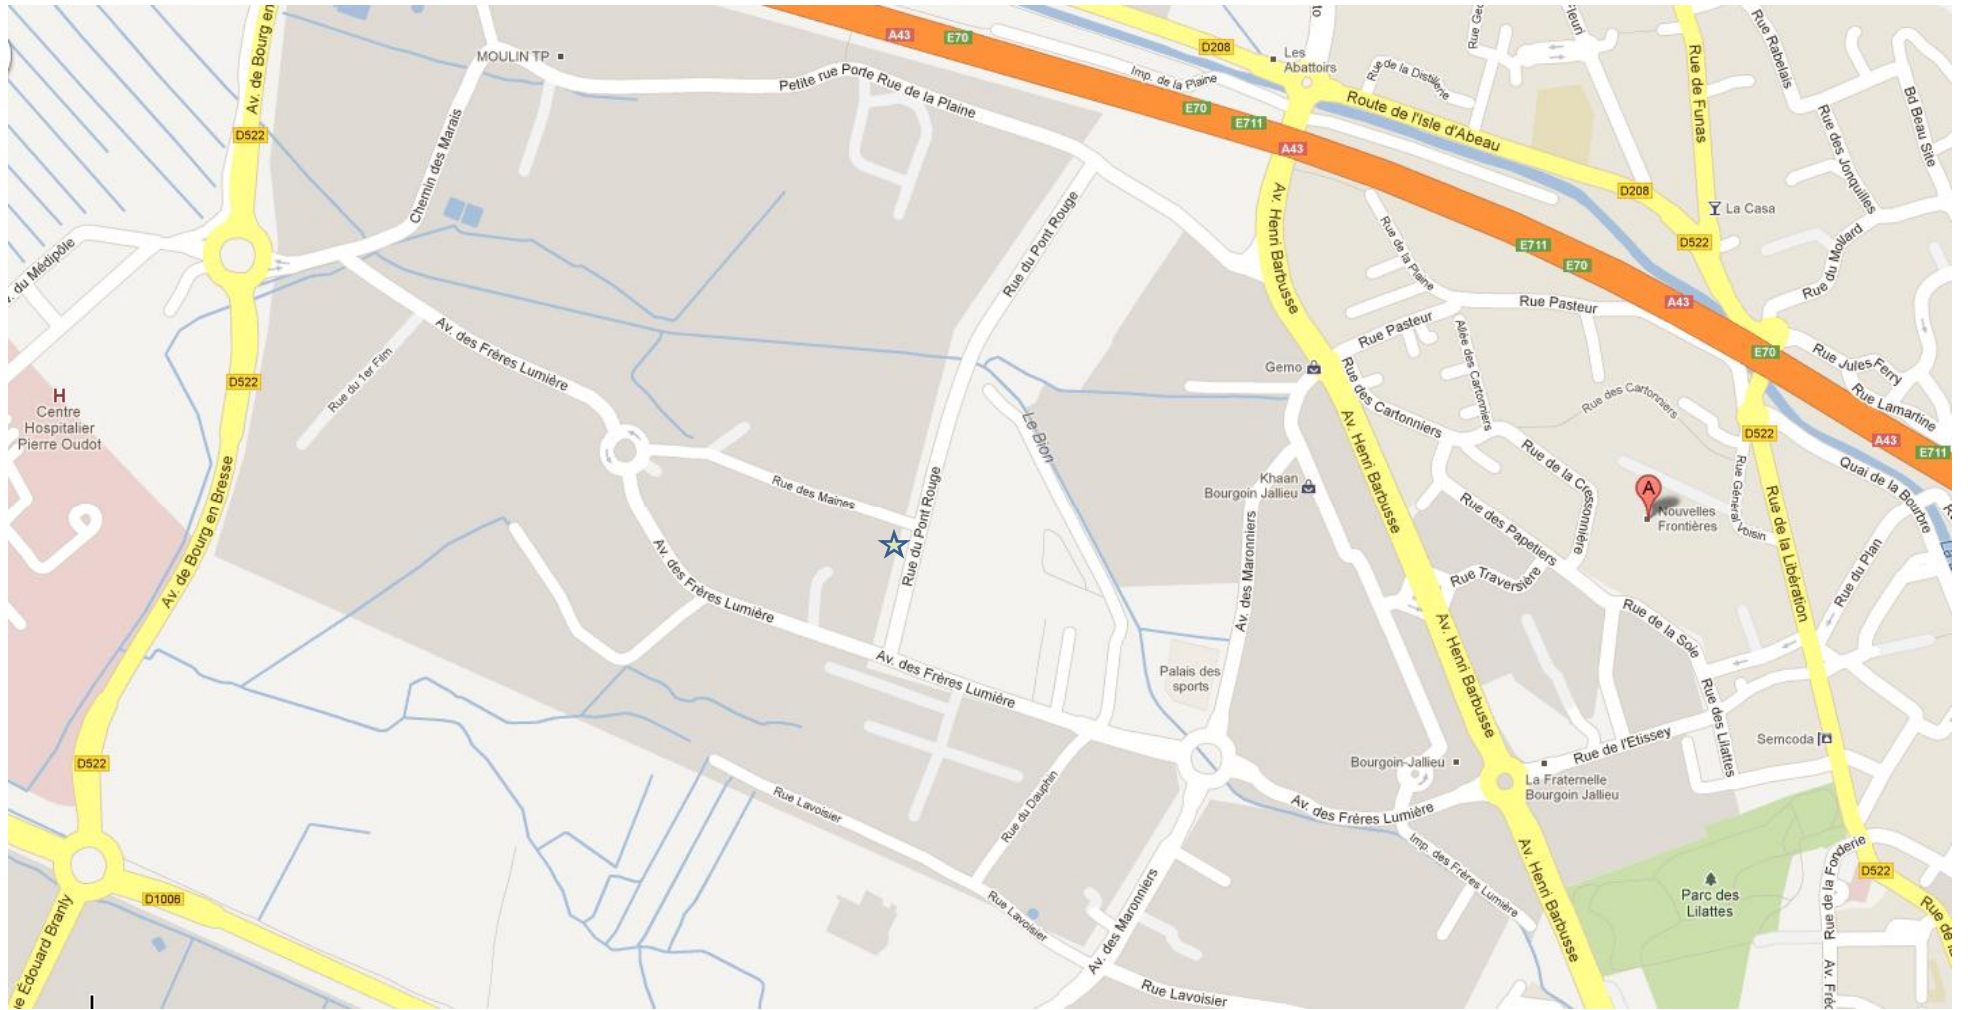 Av. de Bourg en
A43
E70
D208
Les
Abattoirs
MOULIN TP
Petite rue Porte Rue de la Plaine
Imp. de la Plaine
Rue de la Distillerie
Rue de Funas
Rue Rabelais
Bd Beau Site
E70
E711
A43
Route de l'Isle d'Abeau
Rue des Jonquilles
D522
Chemin des Marais
D208
La Casa
D522
Av. Henri Barbusse
Rue du Pont Rouge
Rue de la Plaine
E711
E70
Rue du Mollard
du Médipôle
A43
Rue Pasteur
Rue Pasteur
Av. des Frères Lumière
Rue du 1er Film
Allée des Cartonniers
E70
Rue Jules Ferry
Gemo
D522
Rue des Cartonniers
Rue des Cartonniers
Rue Lamartine
H
Centre
Hospitalier
Pierre Oudot
Le Bion
Av. Henri Barbusse
D522
A43
E711
Rue des Maines
Khaan
Bourgoin Jallieu
Rue de la Cressonnière
Rue Général Voisin
Quai de la Bourbre
A
Nouvelles
Frontières
Rue des Papetiers
Rue de la Libération
Rue du Pont Rouge
Av. de Bourg en Bresse
Av. des Frères Lumière
Av. des Maronniers
Rue Traversière
Rue du Plan
Rue de la Soie
Av. Henri Barbusse
Av. des Frères Lumière
Palais des
sports
Rue des Lilattes
D522
Rue Lavoisier
Rue du Dauphin
Bourgoin Jallieu
Rue de l'Etissey
Semcoda
La Fraternelle
Bourgoin Jallieu
Av. des Frères Lumière
Imp. des Frères Lumière
Av. Henri Barbusse
D1006
Rue Lavoisier
Av. des Maronniers
Parc des
Lilattes
Rue de la Fonderie
D522
Rue de
Édouard Branly
Rue Lavoisier
Av.